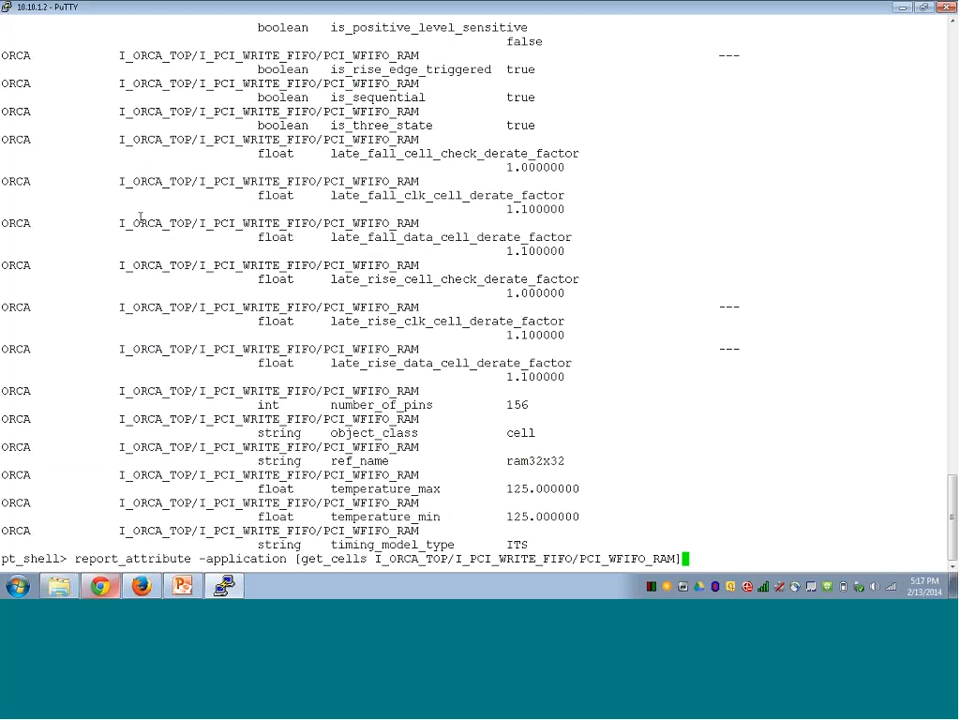 10.10.1.2 - PuTTY
boolean is_positive_level_sensitive
false
ORCA I_ORCA_TOP/I_PCI_WRITE_FIFO/PCI_WFIFO_RAM ---
boolean is_rise_edge_triggered true
ORCA I_ORCA_TOP/I_PCI_WRITE_FIFO/PCI_WFIFO_RAM
boolean is_sequential true
ORCA I_ORCA_TOP/I_PCI_WRITE_FIFO/PCI_WFIFO_RAM
boolean is_three_state true
ORCA I_ORCA_TOP/I_PCI_WRITE_FIFO/PCI_WFIFO_RAM
float late_fall_cell_check_derate_factor
1.000000
ORCA I_ORCA_TOP/I_PCI_WRITE_FIFO/PCI_WFIFO_RAM
float late_fall_clk_cell_derate_factor
1.100000
ORCA I_ORCA_TOP/I_PCI_WRITE_FIFO/PCI_WFIFO_RAM
float late_fall_data_cell_derate_factor
1.100000
ORCA I_ORCA_TOP/I_PCI_WRITE_FIFO/PCI_WFIFO_RAM
float late_rise_cell_check_derate_factor
1.000000
ORCA I_ORCA_TOP/I_PCI_WRITE_FIFO/PCI_WFIFO_RAM ---
float late_rise_clk_cell_derate_factor
1.100000
ORCA I_ORCA_TOP/I_PCI_WRITE_FIFO/PCI_WFIFO_RAM ---
float late_rise_data_cell_derate_factor
1.100000
ORCA I_ORCA_TOP/I_PCI_WRITE_FIFO/PCI_WFIFO_RAM
int number_of_pins 156
ORCA I_ORCA_TOP/I_PCI_WRITE_FIFO/PCI_WFIFO_RAM
string object_class cell
ORCA I_ORCA_TOP/I_PCI_WRITE_FIFO/PCI_WFIFO_RAM
string ref_name ram32x32
ORCA I_ORCA_TOP/I_PCI_WRITE_FIFO/PCI_WFIFO_RAM
float temperature_max 125.000000
ORCA I_ORCA_TOP/I_PCI_WRITE_FIFO/PCI_WFIFO_RAM
float temperature_min 125.000000
ORCA I_ORCA_TOP/I_PCI_WRITE_FIFO/PCI_WFIFO_RAM
string timing_model_type ITS
pt_shell> report_attribute -application [get_cells I_ORCA_TOP/I_PCI_WRITE_FIFO/PCI_WFIFO_RAM]
5:17 PM
2/13/2014